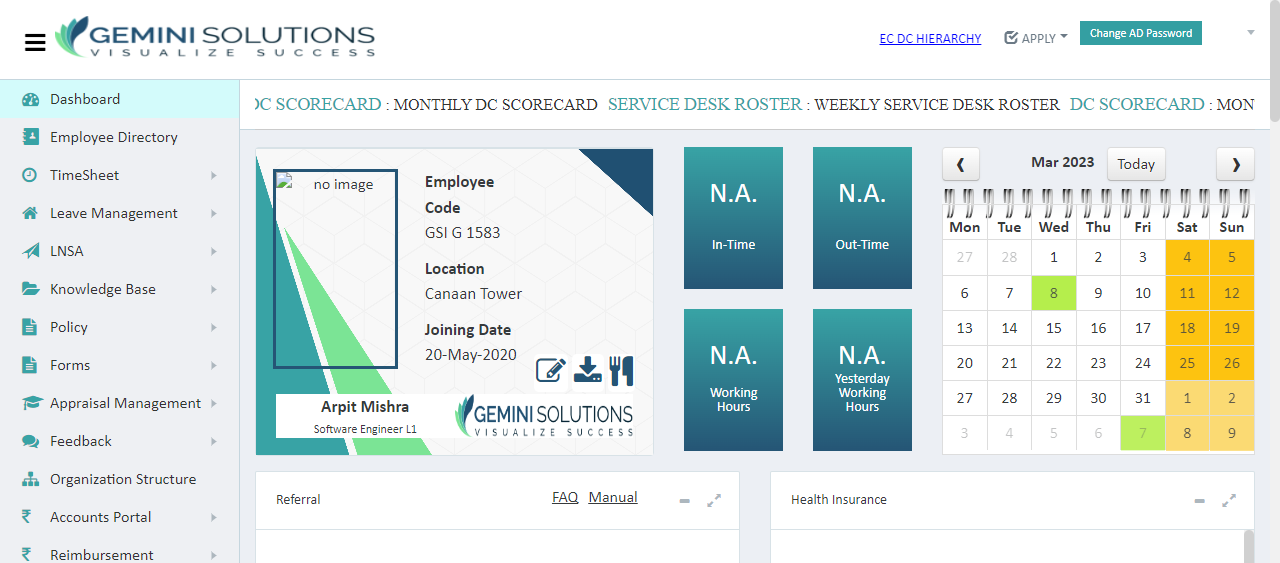 GEMINI SOLUTIONS
VISUALIZE SUCCESS
EC DC HIERARCHY
APPLY
Change AD Password
Dashboard
Employee Directory
TimeSheet
Leave Management
LNSA
Knowledge Base
Policy
Forms
Appraisal Management
Feedback
Organization Structure
Accounts Portal
Reimbursement
DC SCORECARD : MONTHLY DC SCORECARD SERVICE DESK ROSTER : WEEKLY SERVICE DESK ROSTER DC SCORECARD : MON
no image
Employee
Code
GSI G 1583
Location
Canaan Tower
Joining Date
20-May-2020
Arpit Mishra
Software Engineer L1
GEMINI SOLUTIONS
VISUALIZE SUCCESS
N.A.
In-Time
N.A.
Out-Time
N.A.
Working
Hours
N.A.
Yesterday
Working
Hours
❮ Mar 2023 Today ❯
Mon Tue Wed Thu Fri Sat Sun
27 28 1 2 3 4 5
6 7 8 9 10 11 12
13 14 15 16 17 18 19
20 21 22 23 24 25 26
27 28 29 30 31 1 2
3 4 5 6 7 8 9
Referral
FAQ Manual
Health Insurance